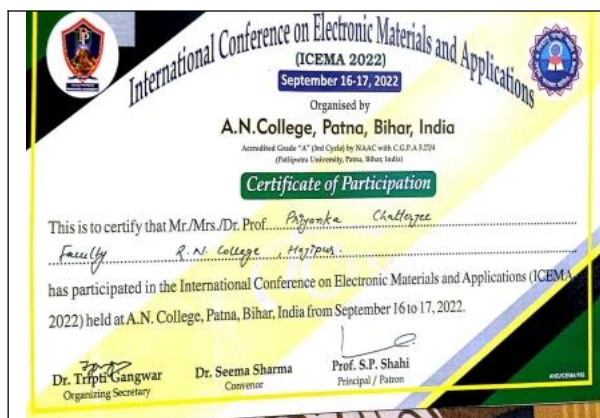 International Conference on Electronic Materials and Applications
(ICEMA 2022)
September 16-17, 2022
Organised by
A.N.College, Patna, Bihar, India
Accredited Grade "A" (3rd Cycle) by NAAC with C.G.P.A 3.27/4
(Patliputra University, Patna, Bihar, India)
Certificate of Participation
This is to certify that Mr./Mrs./Dr. Prof. Priyanka Chatterjee
Faculty R.N. College, Hajipur.
has participated in the International Conference on Electronic Materials and Applications (ICEMA
2022) held at A.N. College, Patna, Bihar, India from September 16 to 17, 2022.
Dr. Tripti Gangwar
Organizing Secretary
Dr. Seema Sharma
Convenor
Prof. S.P. Shahi
Principal / Patron